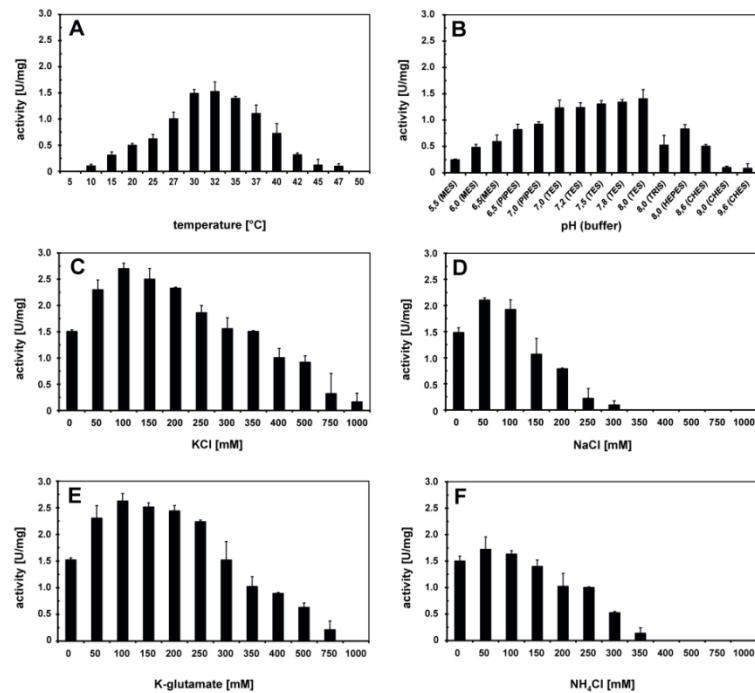 A
activity [U/mg]
3.0
2.5
2.0
1.5
1.0
0.5
0.0
5 10 15 20 25 27 30 32 35 37 40 42 45 47 50
temperature [°C]
B
activity [U/mg]
3.0
2.5
2.0
1.5
1.0
0.5
0.0
5,5 (MES) 6,0 (MES) 6,5(MES) 6,5 (PIPES) 7,0 (PIPES) 7,0 (TES) 7,2 (TES) 7,5 (TES) 7,8 (TES) 8,0 (TES) 8,0 (TRIS) 8,0 (HEPES) 8,6 (CHES) 9,0 (CHES) 9,6 (CHES)
pH (buffer)
C
activity [U/mg]
3.0
2.5
2.0
1.5
1.0
0.5
0.0
0 50 100 150 200 250 300 350 400 500 750 1000
KCl [mM]
D
activity [U/mg]
3.0
2.5
2.0
1.5
1.0
0.5
0.0
0 50 100 150 200 250 300 350 400 500 750 1000
NaCl [mM]
E
activity [U/mg]
3.0
2.5
2.0
1.5
1.0
0.5
0.0
0 50 100 150 200 250 300 350 400 500 750 1000
K-glutamate [mM]
F
activity [U/mg]
3.0
2.5
2.0
1.5
1.0
0.5
0.0
0 50 100 150 200 250 300 350 400 500 750 1000
NH₄Cl [mM]